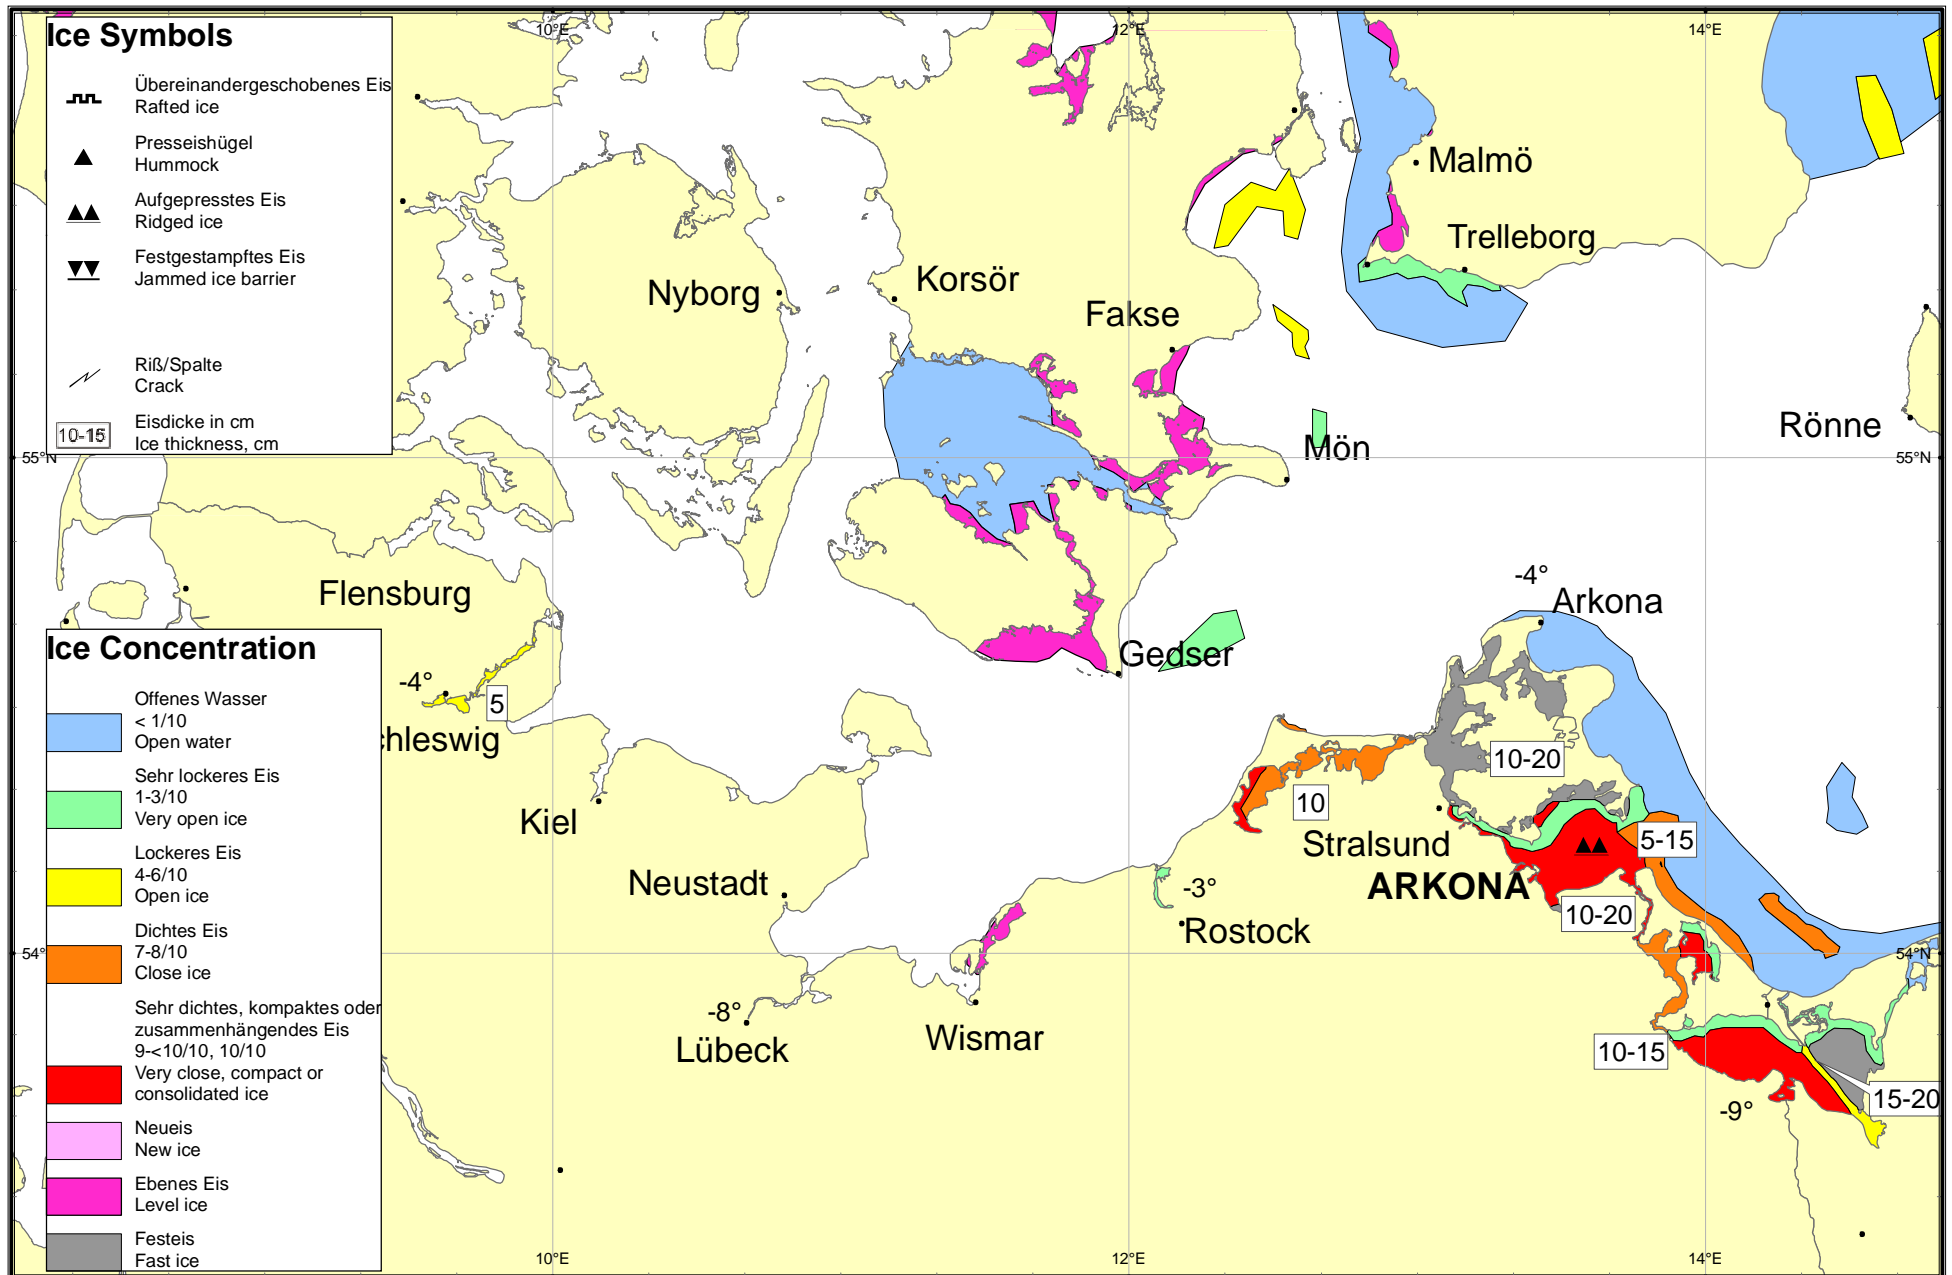 Ice Symbols
Übereinandergeschobenes Eis
Rafted ice
Presseishügel
Hummock
Aufgepresstes Eis
Ridged ice
Festgestampftes Eis
Jammed ice barrier
Riß/Spalte
Crack
10-15
Eisdicke in cm
Ice thickness, cm
10°E
12°E
14°E
Malmö
Trelleborg
Nyborg
Korsör
Fakse
Rönne
Mön
55°N
55°N
Flensburg
-4°
Arkona
Gedser
-4°
5
chleswig
10-20
10
Kiel
Stralsund
5-15
Neustadt
-3°
ARKONA
10-20
Rostock
54°
54°N
-8°
Lübeck
Wismar
10-15
-9°
15-20
10°E
12°E
14°E
Ice Concentration
Offenes Wasser
< 1/10
Open water
Sehr lockeres Eis
1-3/10
Very open ice
Lockeres Eis
4-6/10
Open ice
Dichtes Eis
7-8/10
Close ice
Sehr dichtes, kompaktes oder
zusammenhängendes Eis
9-<10/10, 10/10
Very close, compact or
consolidated ice
Neueis
New ice
Ebenes Eis
Level ice
Festeis
Fast ice